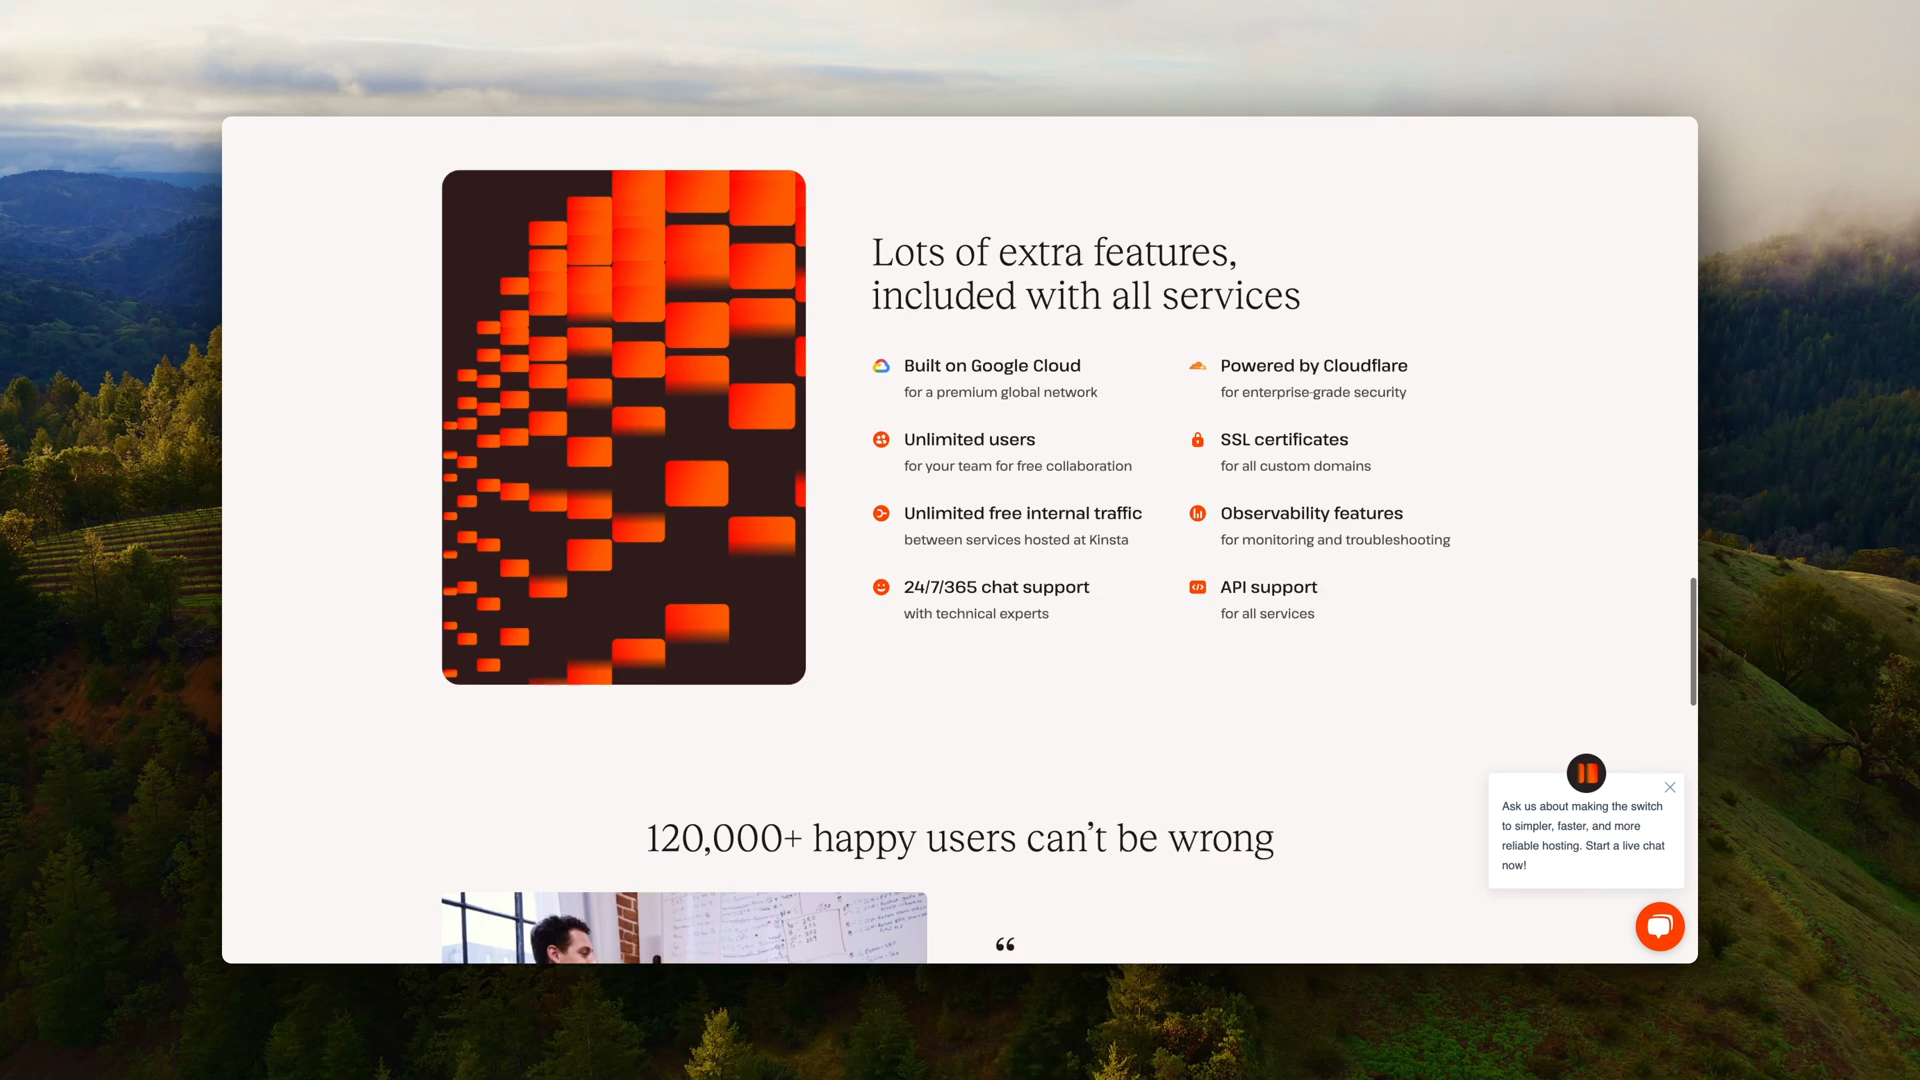 Lots of extra features,
included with all services
Built on Google Cloud
for a premium global network
Powered by Cloudflare
for enterprise-grade security
Unlimited users
for your team for free collaboration
SSL certificates
for all custom domains
Unlimited free internal traffic
between services hosted at Kinsta
Observability features
for monitoring and troubleshooting
24/7/365 chat support
with technical experts
API support
for all services
120,000+ happy users can’t be wrong
“
Ask us about making the switch
to simpler, faster, and more
reliable hosting. Start a live chat
now!